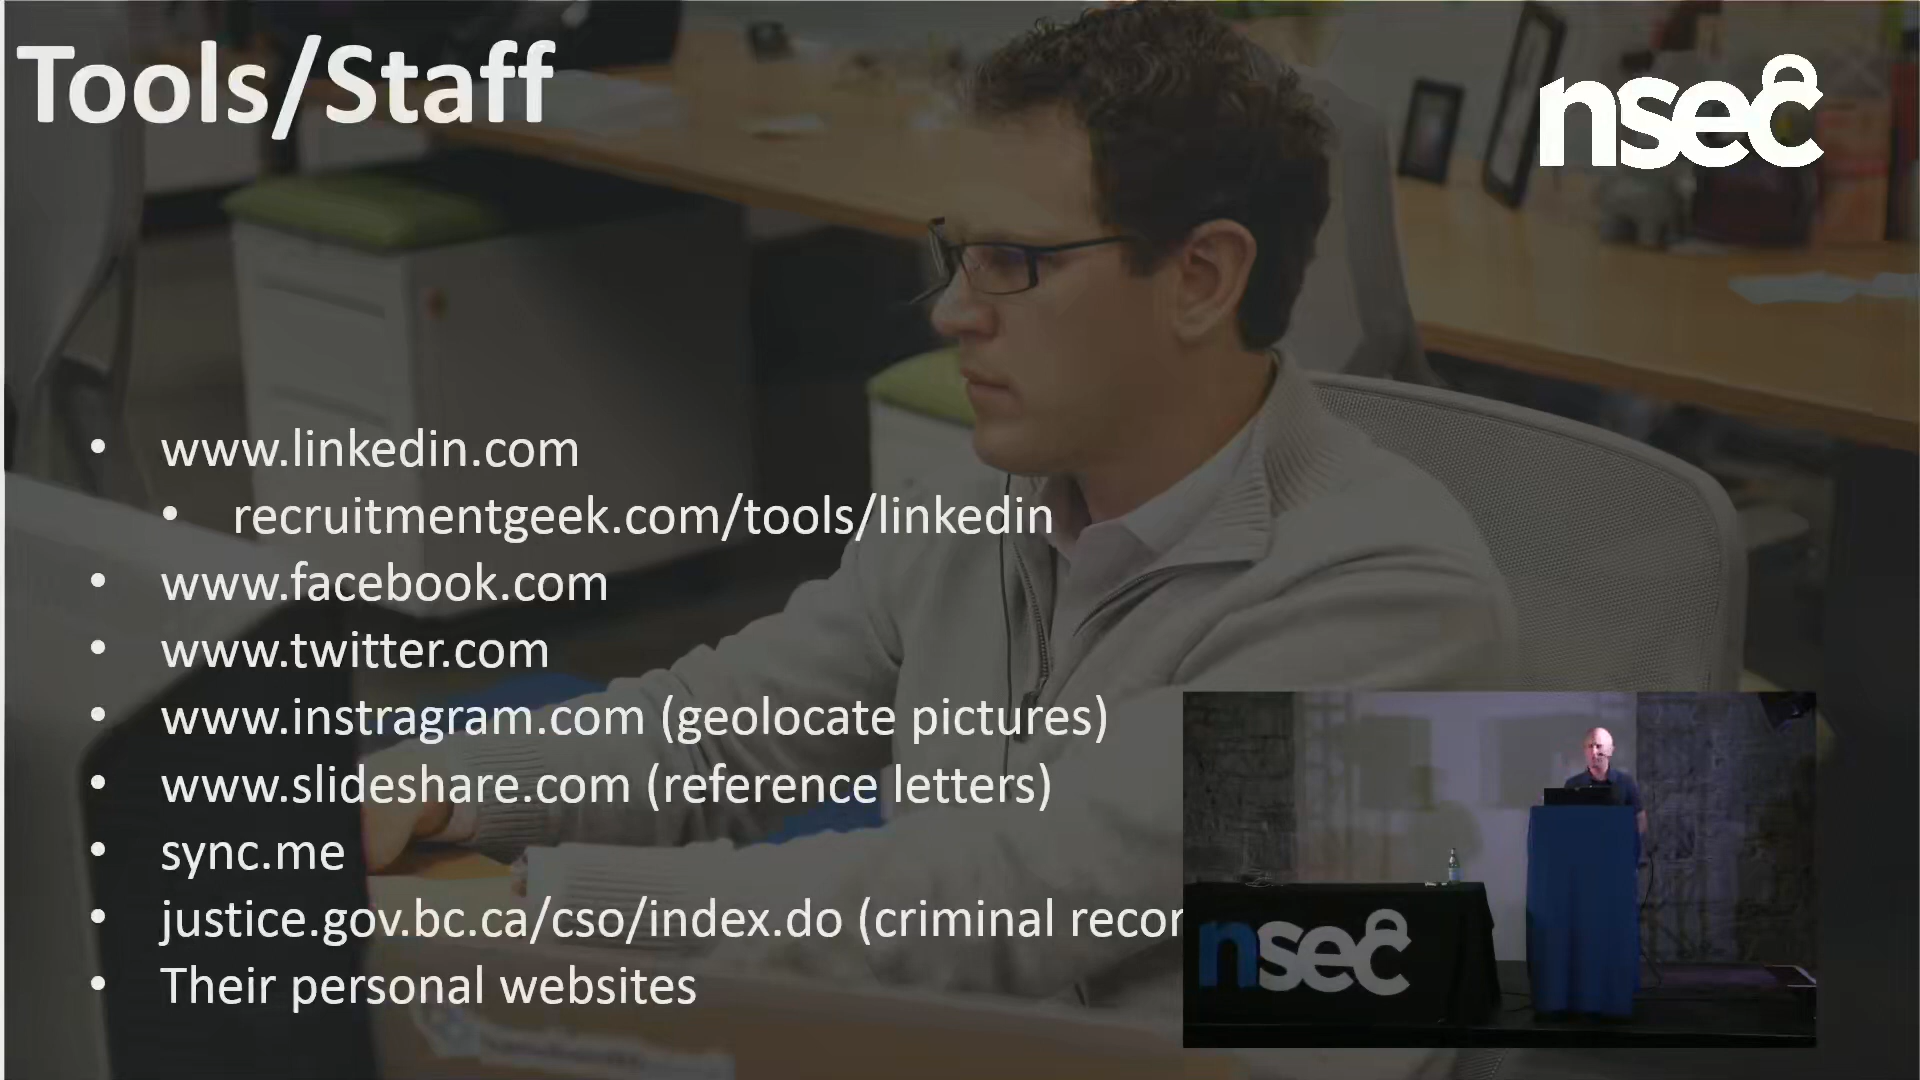 Tools/Staff
nsec
• www.linkedin.com
• recruitmentgeek.com/tools/linkedin
• www.facebook.com
• www.twitter.com
• www.instragram.com (geolocate pictures)
• www.slideshare.com (reference letters)
• sync.me
• justice.gov.bc.ca/cso/index.do (criminal recor
• Their personal websites
nsec